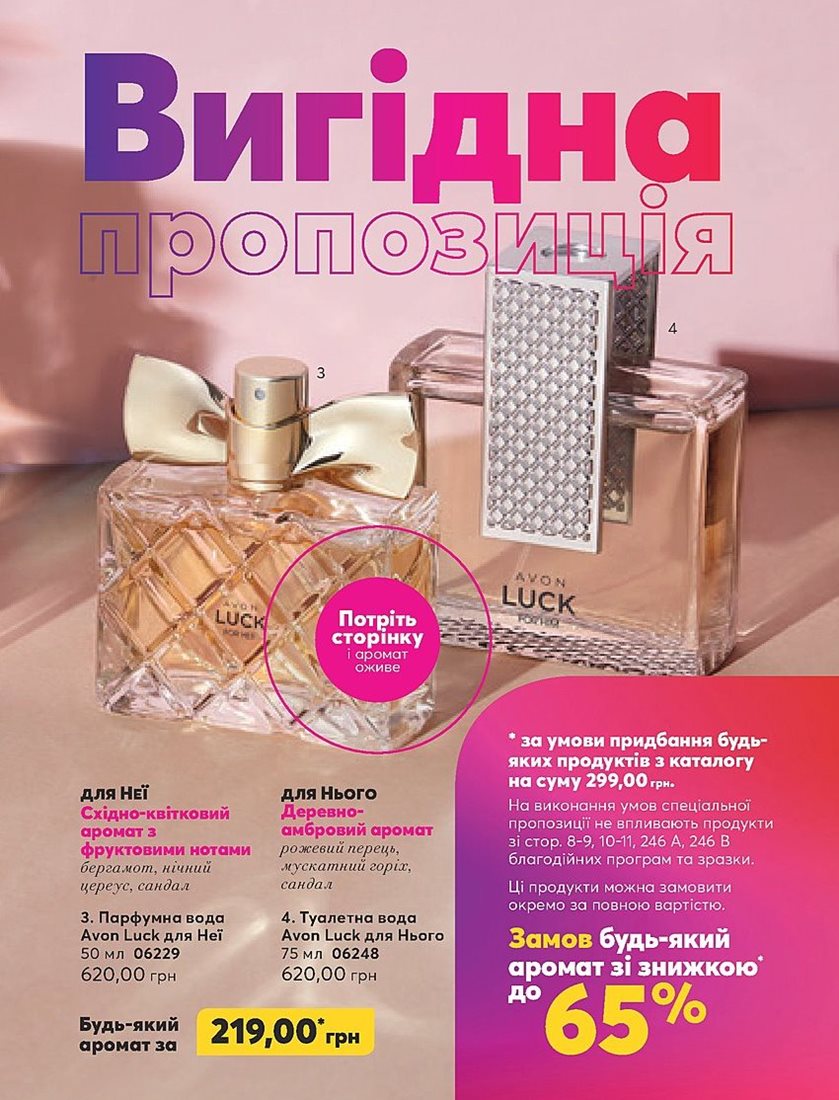 Вигідна
пропозиція
3
4
AVON
LUCK
FOR HER
AVON
LUCK
FOR HIM
Потріть
сторінку
і аромат
оживе
для Неї
Східно-квітковий
аромат з
фруктовими нотами
бергамот, нічний
цереус, сандал
3. Парфумна вода
Avon Luck для Неї
50 мл 06229
620,00 грн
для Нього
Деревно-
амбровий аромат
рожевий перець,
мускатний горіх,
сандал
4. Туалетна вода
Avon Luck для Нього
75 мл 06248
620,00 грн
Будь-який
аромат за
219,00* грн
* за умови придбання будь-
яких продуктів з каталогу
на суму 299,00 грн.
На виконання умов спеціальної
пропозиції не впливають продукти
зі стор. 8-9, 10-11, 246 А, 246 В
благодійних програм та зразки.
Ці продукти можна замовити
окремо за повною вартістю.
Замов будь-який
аромат зі знижкою*
до 65%